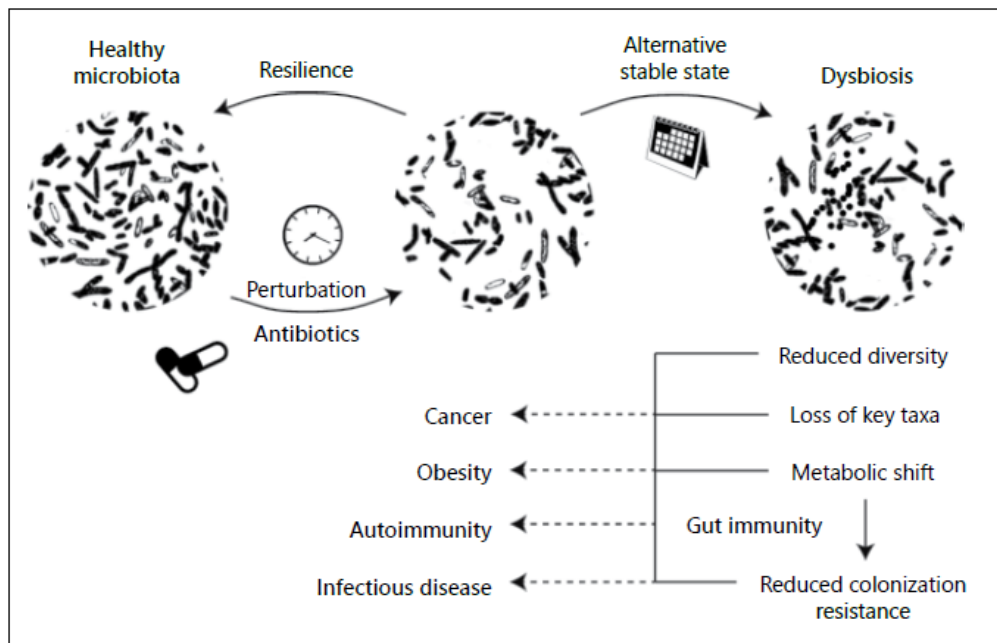 Healthy
microbiota
Resilience
Alternative
stable state
Dysbiosis
Perturbation
Antibiotics
Reduced diversity
Cancer
Loss of key taxa
Obesity
Metabolic shift
Autoimmunity
Gut immunity
Infectious disease
Reduced colonization
resistance